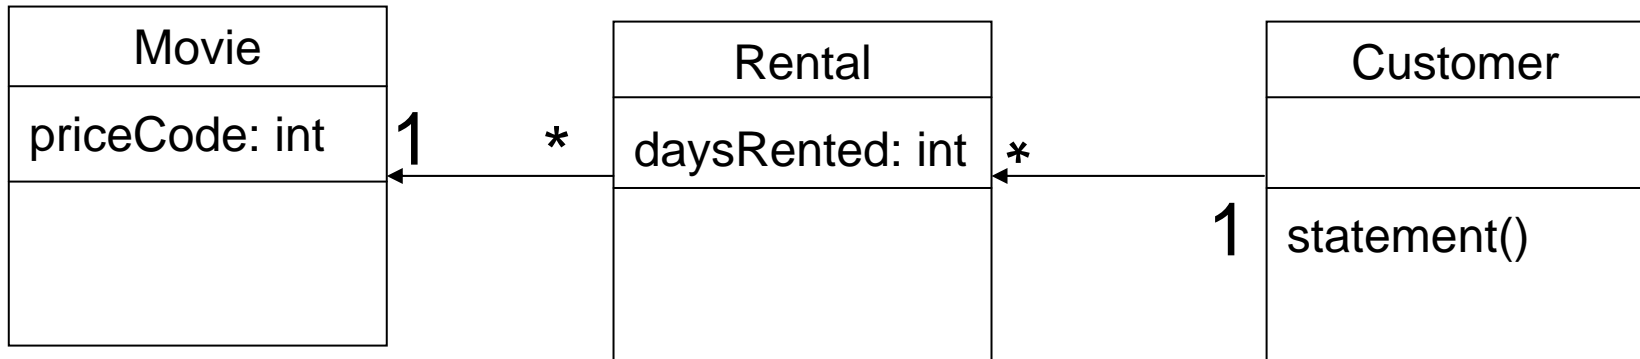 Movie
priceCode: int
1
*
Rental
daysRented: int
*
1
Customer
statement()